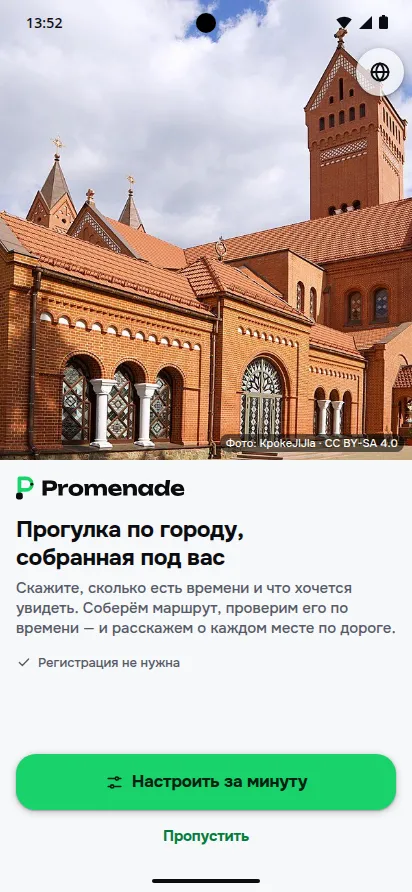 13:52
Фото: KpokeJlJla · CC BY-SA 4.0
Promenade
Прогулка по городу,
собранная под вас
Скажите, сколько есть времени и что хочется
увидеть. Соберём маршрут, проверим его по
времени — и расскажем о каждом месте по дороге.
Регистрация не нужна
Настроить за минуту
Пропустить